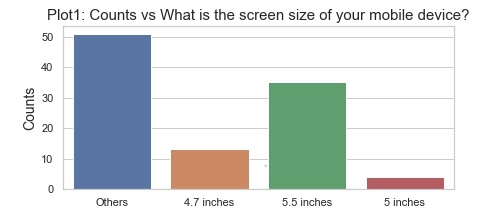 Plot1: Counts vs What is the screen size of your mobile device?
50
40
30
20
10
0
Counts
Others 4.7 inches 5.5 inches 5 inches